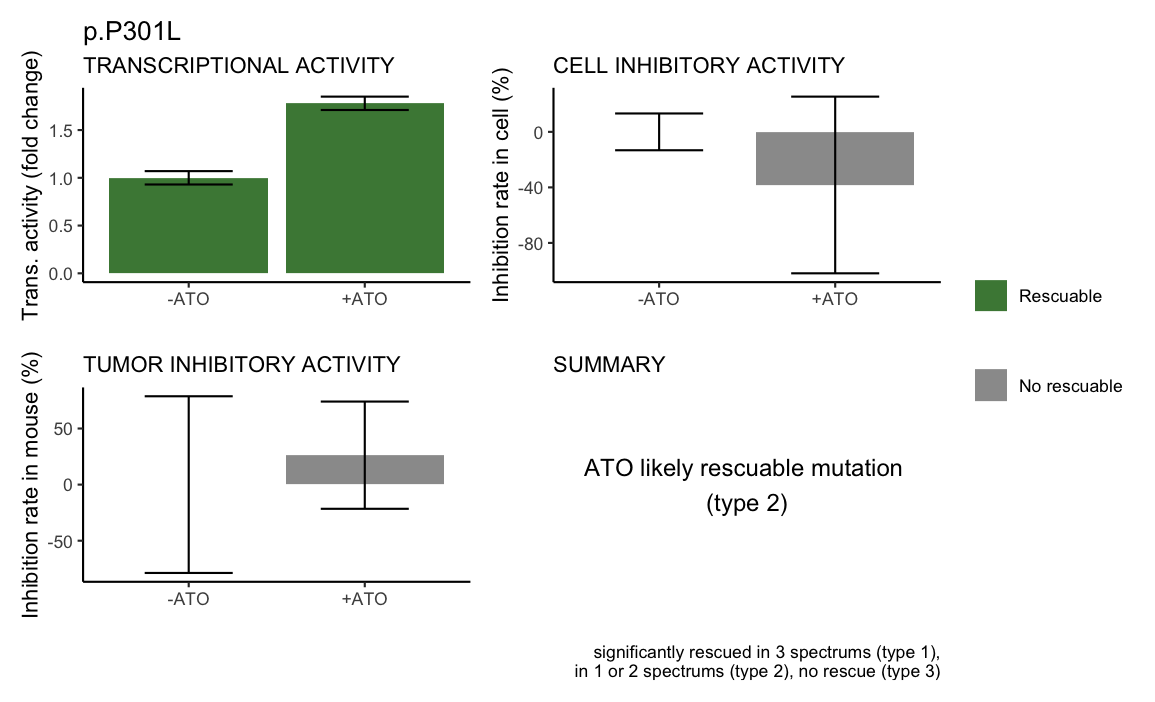 p.P301L
TRANSCRIPTIONAL ACTIVITY
Trans. activity (fold change)
1.5
1.0
0.5
0.0
-ATO +ATO
CELL INHIBITORY ACTIVITY
Inhibition rate in cell (%)
0
-40
-80
-ATO +ATO
Rescuable
No rescuable
TUMOR INHIBITORY ACTIVITY
Inhibition rate in mouse (%)
50
0
-50
-ATO +ATO
SUMMARY
ATO likely rescuable mutation
(type 2)
significantly rescued in 3 spectrums (type 1),
in 1 or 2 spectrums (type 2), no rescue (type 3)